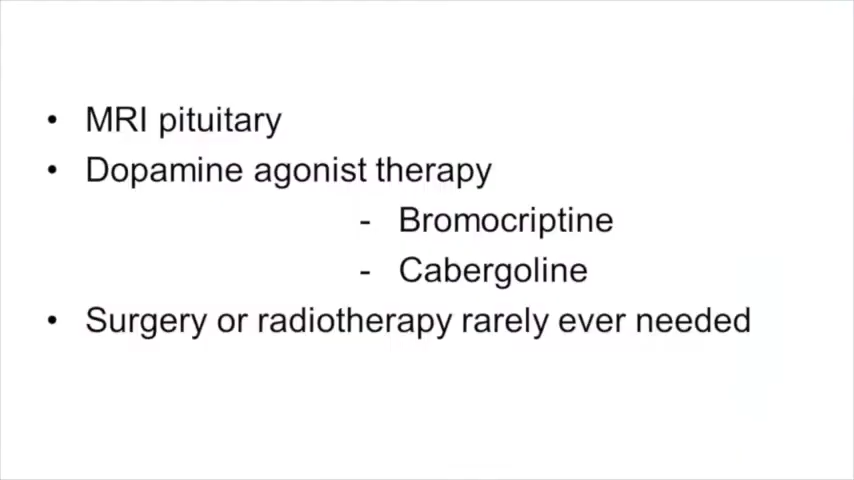 • MRI pituitary
• Dopamine agonist therapy
- Bromocriptine
- Cabergoline
• Surgery or radiotherapy rarely ever needed